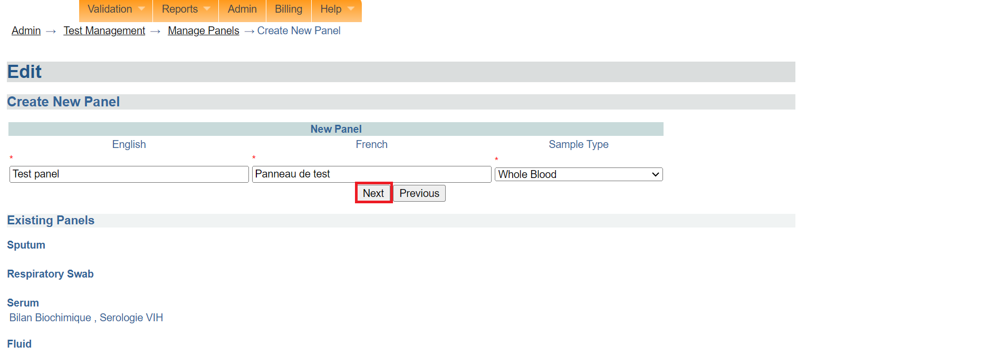 Validation Reports Admin Billing Help
Admin → Test Management → Manage Panels → Create New Panel
Edit
Create New Panel
New Panel
English French Sample Type
* * *
Test panel Panneau de test Whole Blood
Next Previous
Existing Panels
Sputum
Respiratory Swab
Serum
Bilan Biochimique , Serologie VIH
Fluid